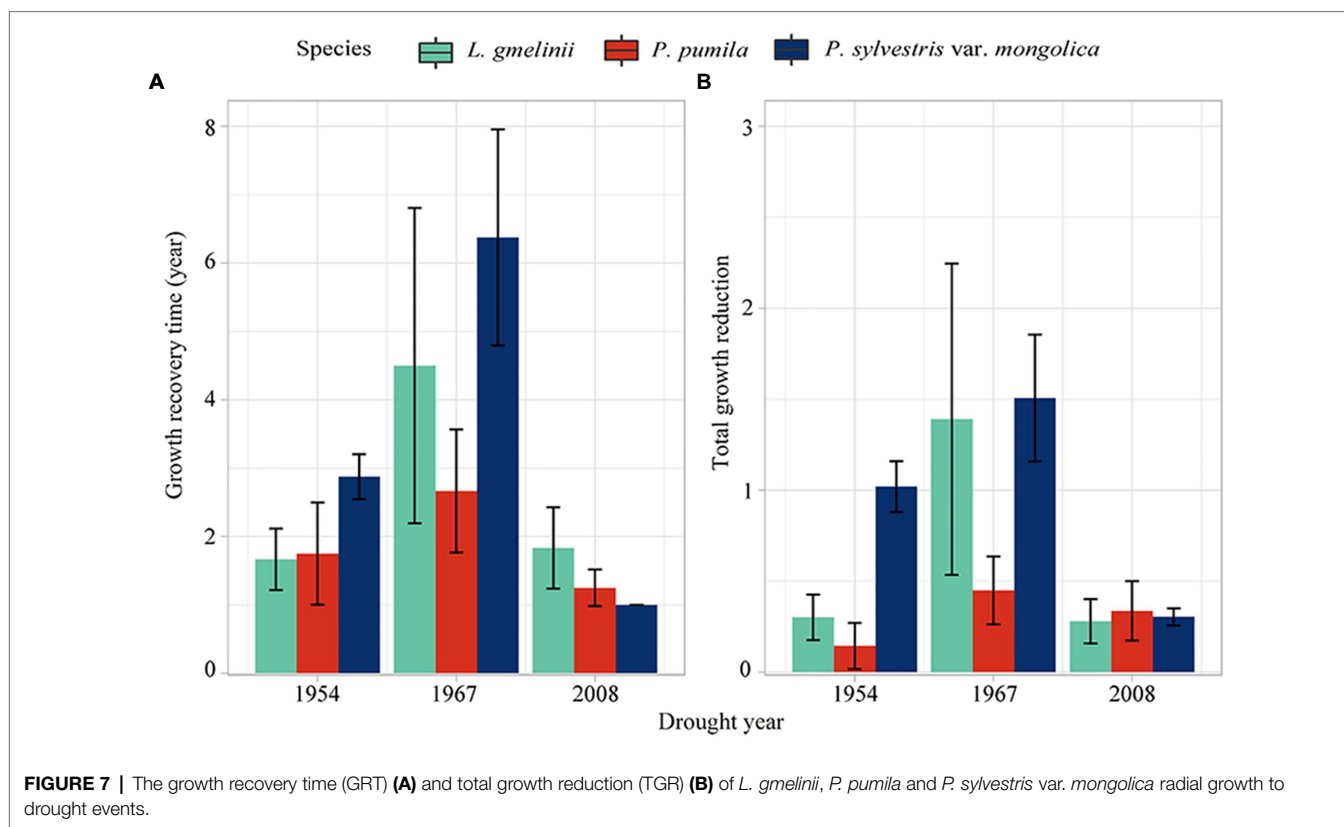 Species L. gmelinii P. pumila P. sylvestris var. mongolica
A
8
6
4
2
0
Growth recovery time (year)
1954 1967 2008
B
3
2
1
0
Total growth reduction
1954 1967 2008
Drought year
FIGURE 7 | The growth recovery time (GRT) (A) and total growth reduction (TGR) (B) of L. gmelinii, P. pumila and P. sylvestris var. mongolica radial growth to
drought events.